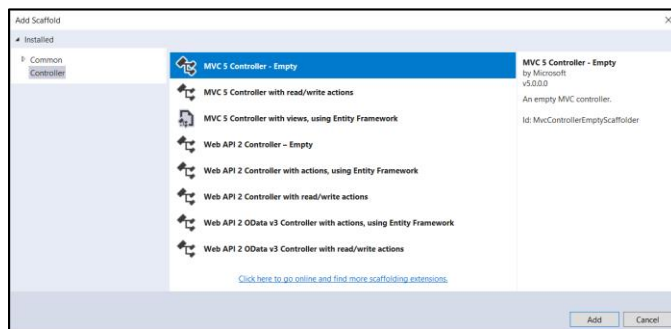 Add Scaffold
Installed
Common
Controller
MVC 5 Controller - Empty
MVC 5 Controller with read/write actions
MVC 5 Controller with views, using Entity Framework
Web API 2 Controller – Empty
Web API 2 Controller with actions, using Entity Framework
Web API 2 Controller with read/write actions
Web API 2 OData v3 Controller with actions, using Entity Framework
Web API 2 OData v3 Controller with read/write actions
Click here to go online and find more scaffolding extensions.
MVC 5 Controller - Empty
by Microsoft
v5.0.0.0
An empty MVC controller.
Id: MvcControllerEmptyScaffolder
Add
Cancel